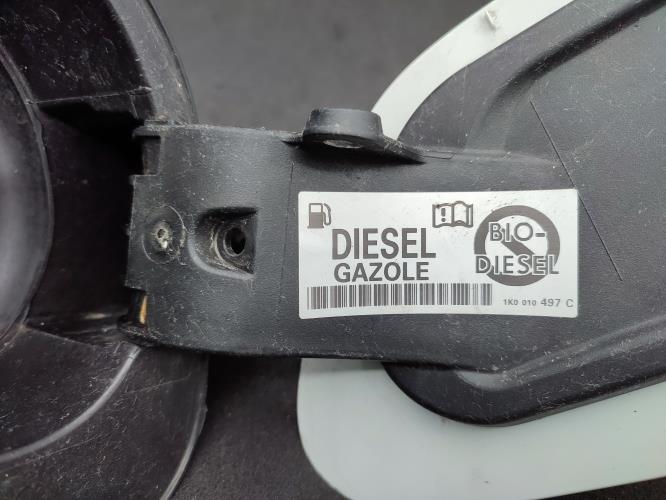 DIESEL
GAZOLE
BIO-
DIESEL
1K0 010 497 C